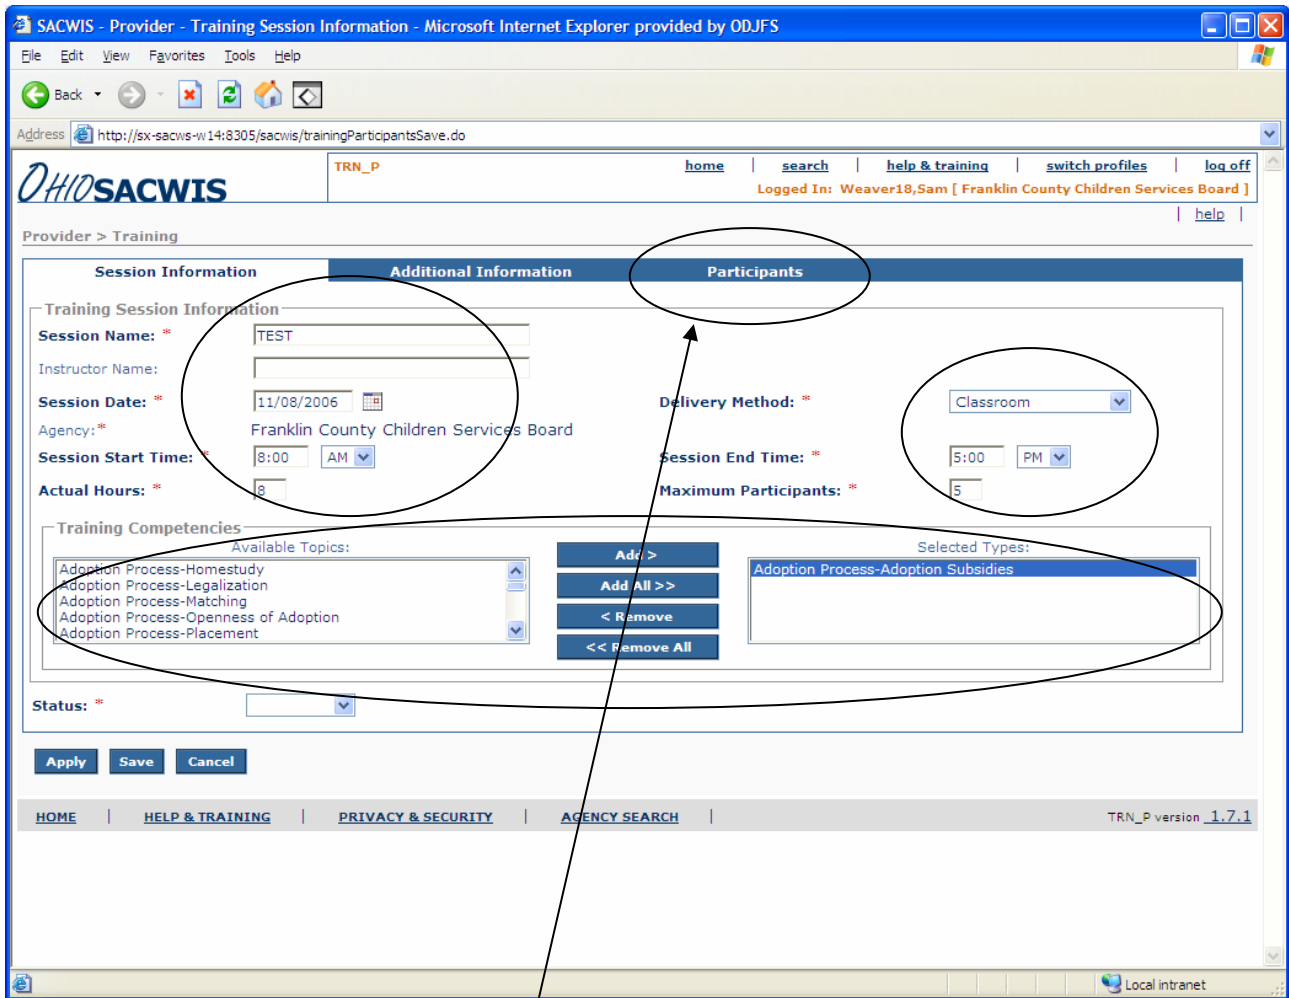 SACWIS - Provider - Training Session Information - Microsoft Internet Explorer provided by ODJFS
File Edit View Favorites Tools Help
Back
Address http://sx-sacws-w14:8305/sacwis/trainingParticipantsSave.do
OHIO SACWIS
TRN_P home | search | help & training | switch profiles | log off
Logged In: Weaver18,Sam [ Franklin County Children Services Board ]
| help |
Provider > Training
Session Information Additional Information Participants
Training Session Information
Session Name: * TEST
Instructor Name:
Session Date: * 11/08/2006 Delivery Method: * Classroom
Agency:* Franklin County Children Services Board
Session Start Time: * 8:00 AM Session End Time: * 5:00 PM
Actual Hours: * 8 Maximum Participants: * 5
Training Competencies
Available Topics: Selected Types:
Adoption Process-Homestudy
Adoption Process-Legalization
Adoption Process-Matching
Adoption Process-Openness of Adoption
Adoption Process-Placement
Add >
Add All >>
< Remove
<< Remove All
Adoption Process-Adoption Subsidies
Status: *
Apply Save Cancel
HOME | HELP & TRAINING | PRIVACY & SECURITY | AGENCY SEARCH | TRN_P version 1.7.1
Local intranet